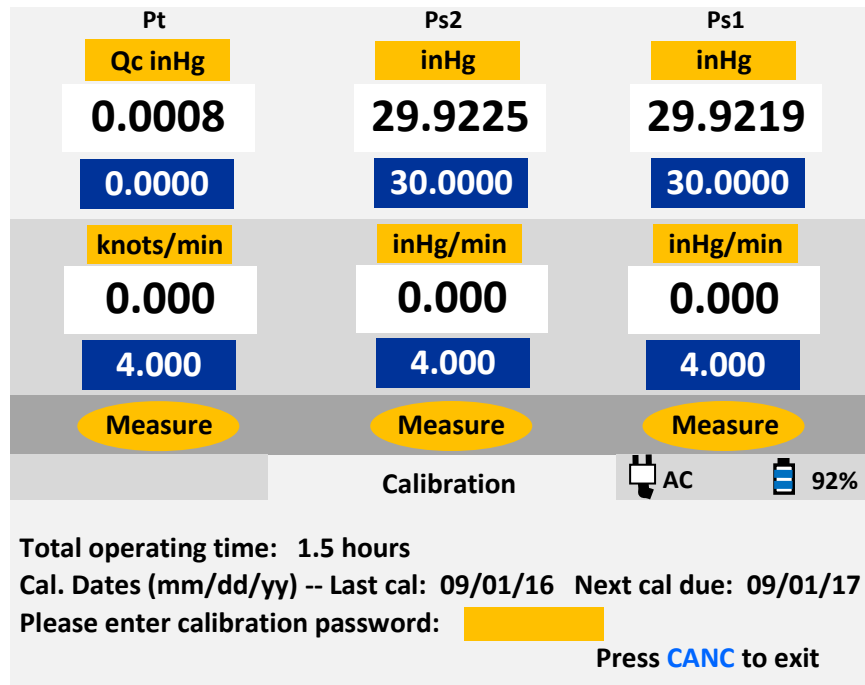 Pt Ps2 Ps1
Qc inHg inHg inHg
0.0008 29.9225 29.9219
0.0000 30.0000 30.0000
knots/min inHg/min inHg/min
0.000 0.000 0.000
4.000 4.000 4.000
Measure Measure Measure
Calibration AC 92%
Total operating time: 1.5 hours
Cal. Dates (mm/dd/yy) -- Last cal: 09/01/16 Next cal due: 09/01/17
Please enter calibration password:
Press CANC to exit